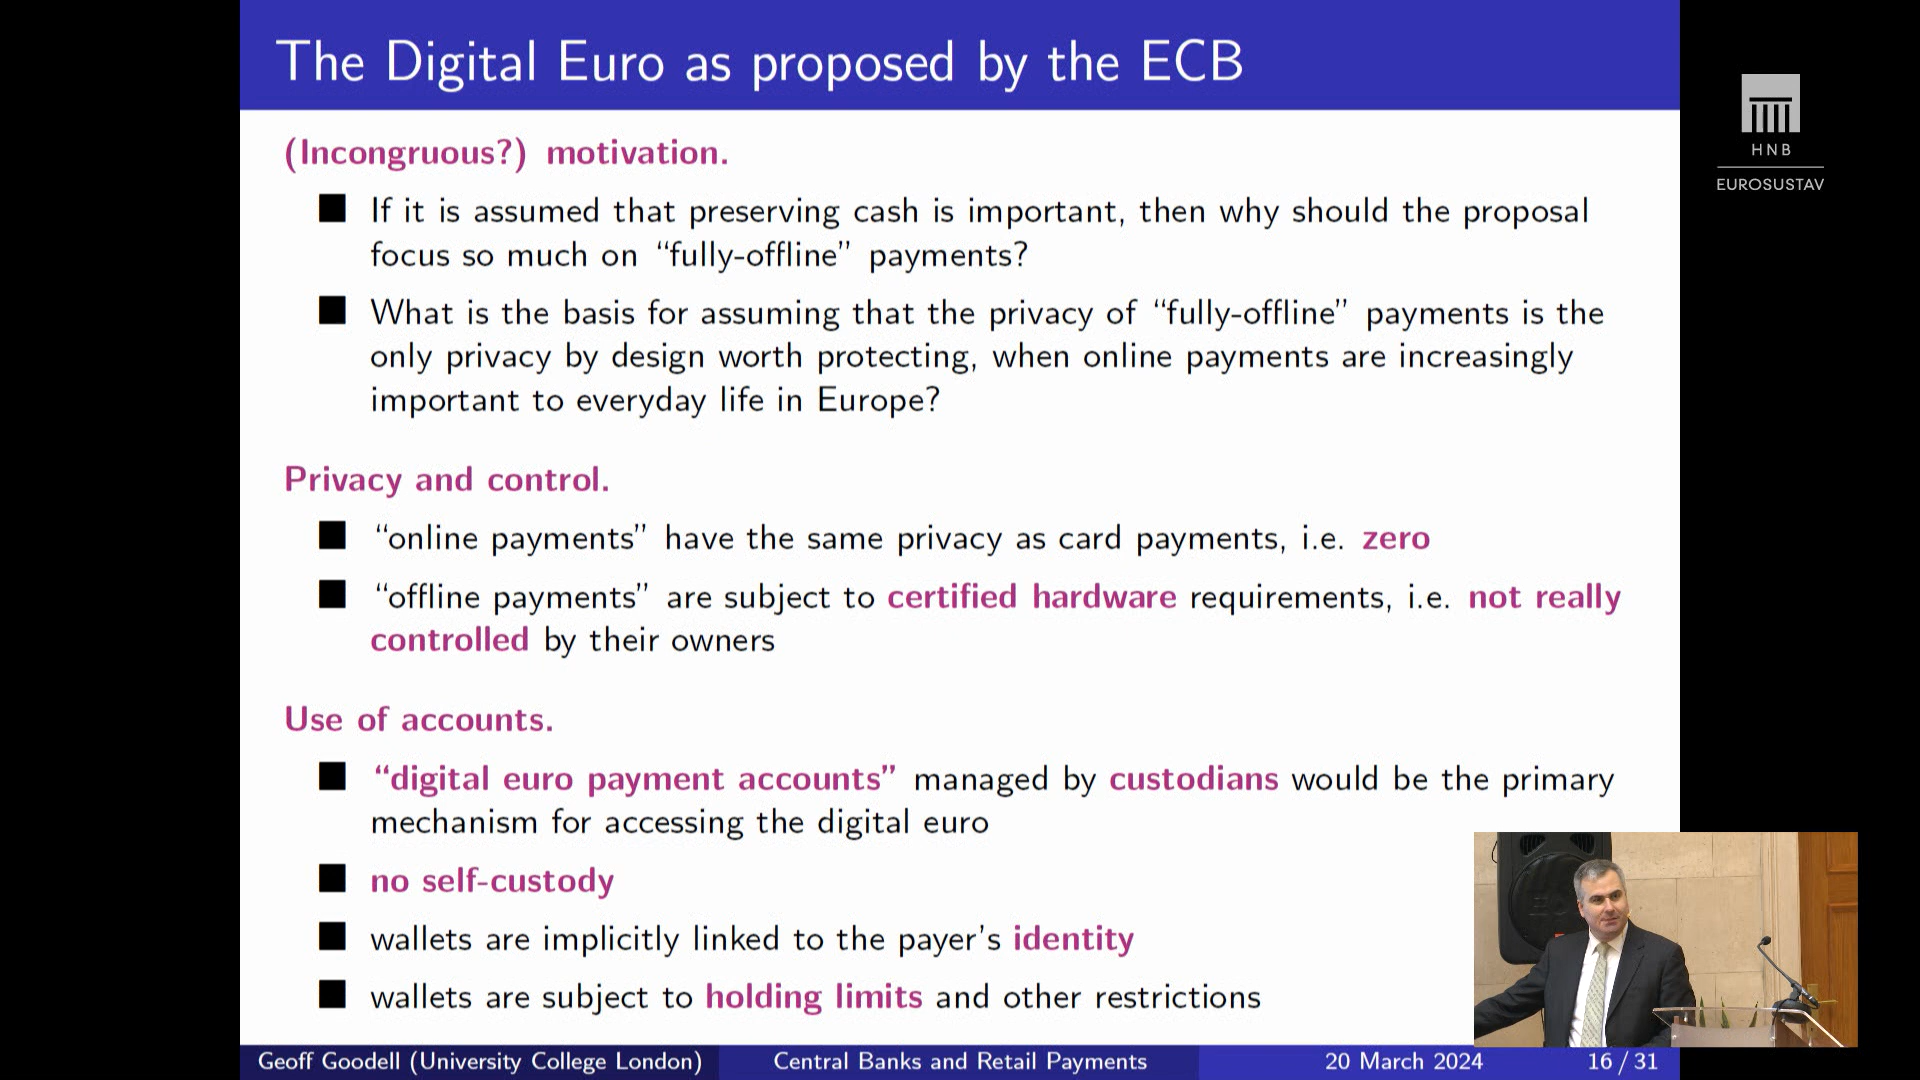 The Digital Euro as proposed by the ECB
(Incongruous?) motivation.
If it is assumed that preserving cash is important, then why should the proposal
focus so much on “fully-offline” payments?
What is the basis for assuming that the privacy of “fully-offline” payments is the
only privacy by design worth protecting, when online payments are increasingly
important to everyday life in Europe?
Privacy and control.
“online payments” have the same privacy as card payments, i.e. zero
“offline payments” are subject to certified hardware requirements, i.e. not really
controlled by their owners
Use of accounts.
“digital euro payment accounts” managed by custodians would be the primary
mechanism for accessing the digital euro
no self-custody
wallets are implicitly linked to the payer’s identity
wallets are subject to holding limits and other restrictions
Geoff Goodell (University College London) Central Banks and Retail Payments 20 March 2024 16 / 31
HNB
EUROSUSTAV